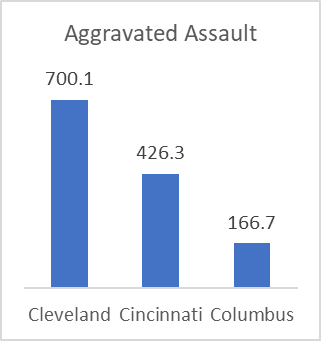 Aggravated Assault
700.1
426.3
166.7
Cleveland Cincinnati Columbus